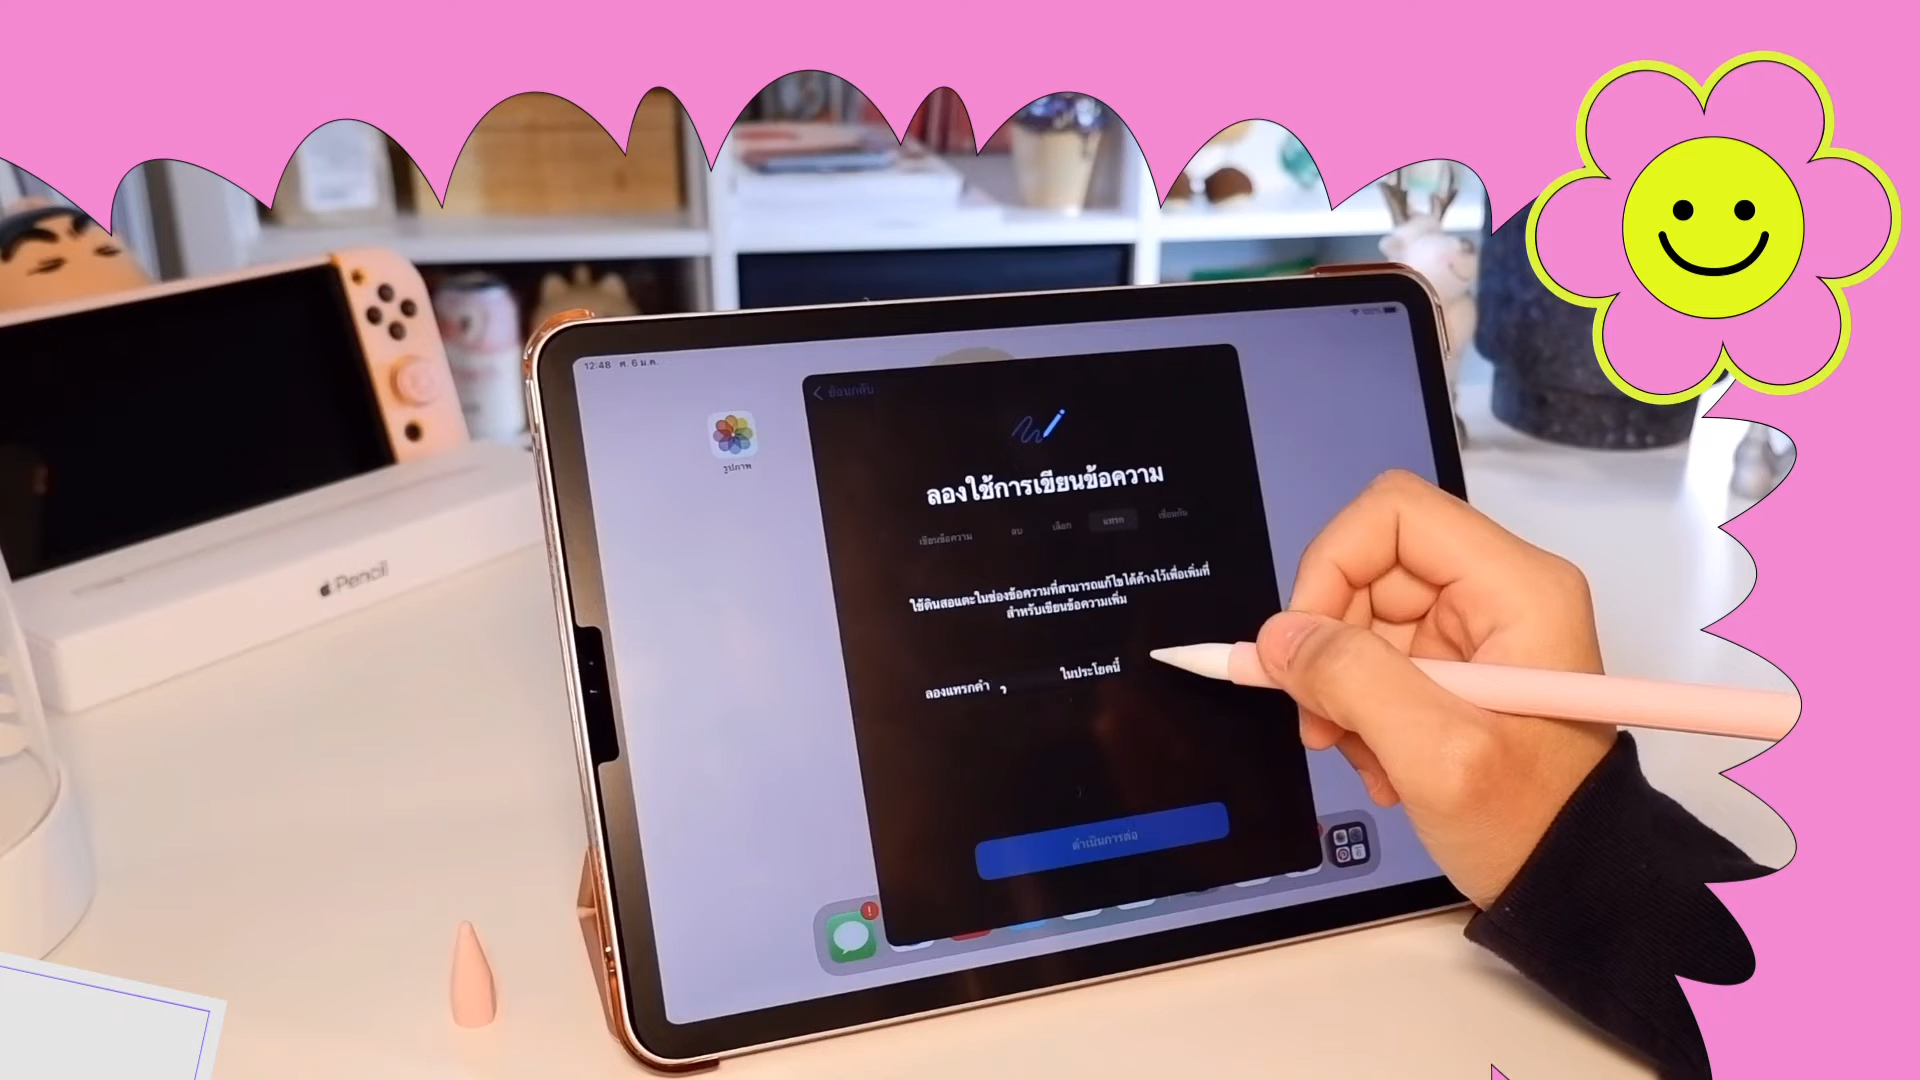 12:48 ศ. 6 ม.ค.
100%
ย้อนกลับ
รูปภาพ
ลองใช้การเขียนข้อความ
เขียนข้อความ ลบ เลือก แทรก เชื่อมกัน
ใช้ดินสอแตะในช่องข้อความที่สามารถแก้ไขได้ค้างไว้เพื่อเพิ่มที่
สำหรับเขียนข้อความเพิ่ม
ลองแทรกคำ ในประโยคนี้
ดำเนินการต่อ
Pencil